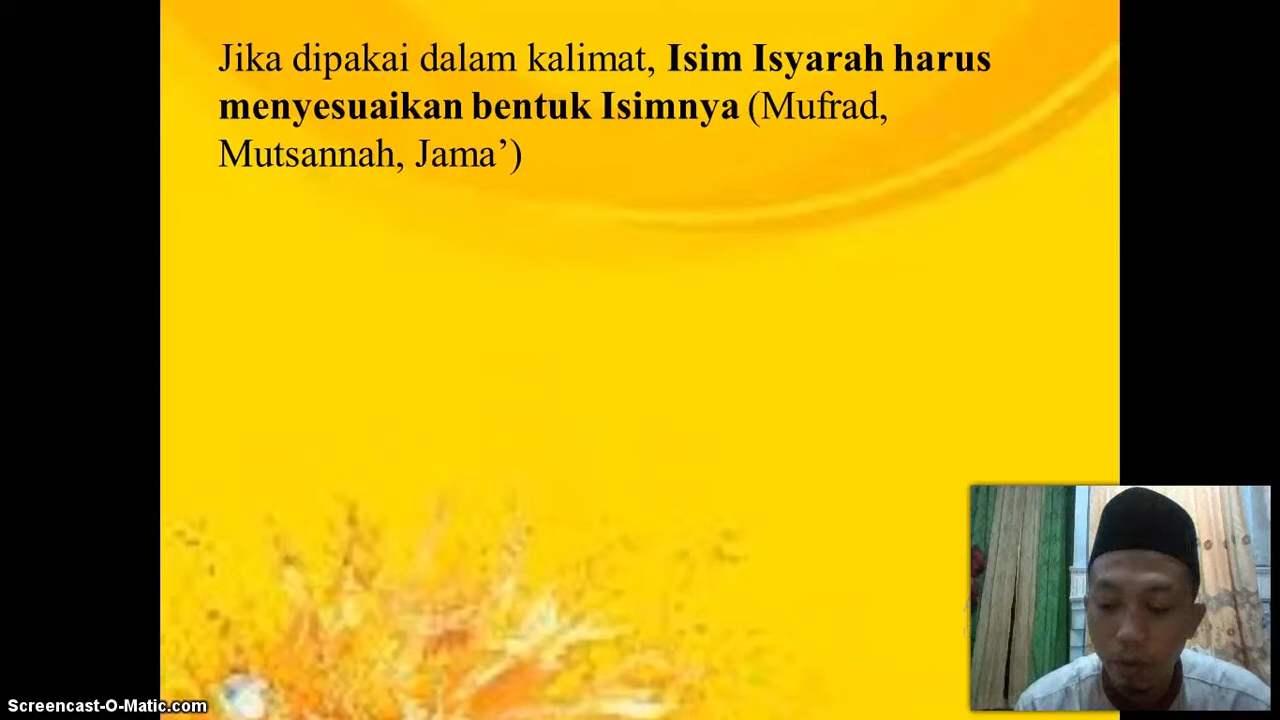 Jika dipakai dalam kalimat, Isim Isyarah harus
menyesuaikan bentuk Isimnya (Mufrad,
Mutsannah, Jama’)
Screencast-O-Matic.com